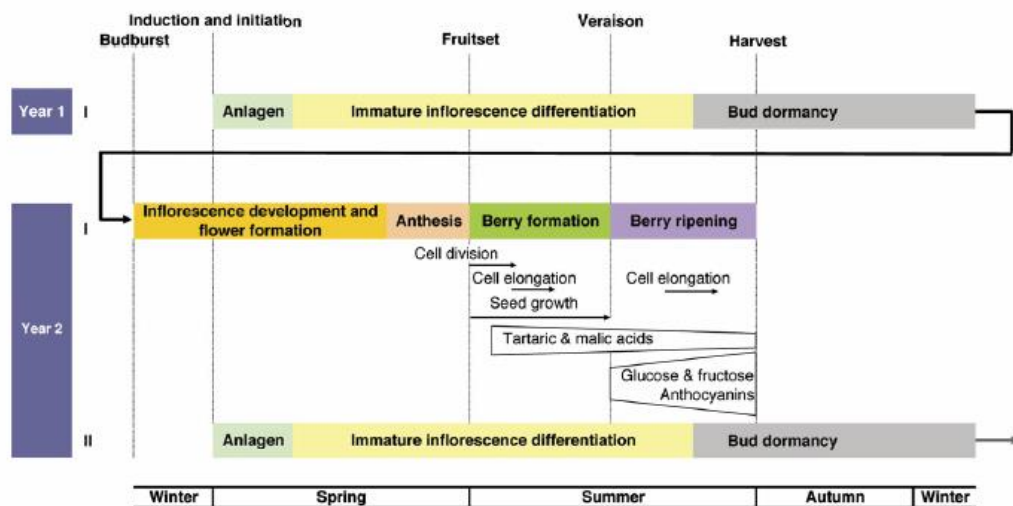 Induction and initiation
Veraison
Budburst
Fruitset
Harvest
Year 1
I
Anlagen
Immature inflorescence differentiation
Bud dormancy
Year 2
I
Inflorescence development and
flower formation
Anthesis
Berry formation
Berry ripening
Cell division
Cell elongation
Cell elongation
Seed growth
Tartaric & malic acids
Glucose & fructose
Anthocyanins
II
Anlagen
Immature inflorescence differentiation
Bud dormancy
Winter
Spring
Summer
Autumn
Winter